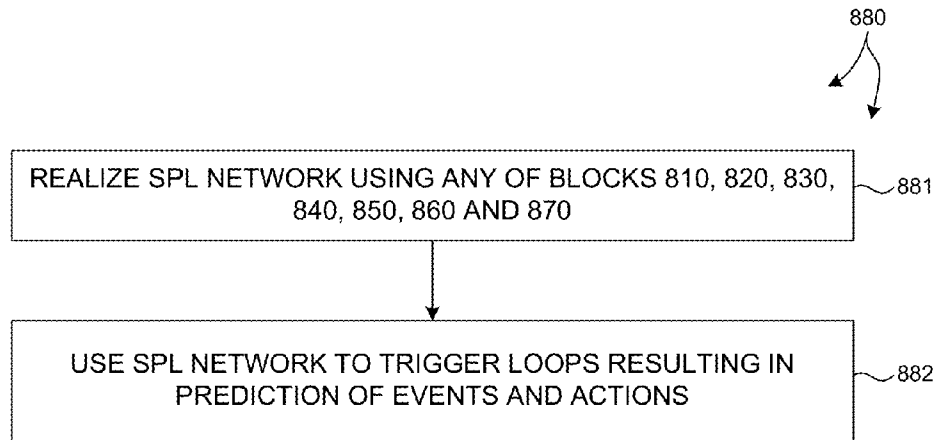 880
REALIZE SPL NETWORK USING ANY OF BLOCKS 810, 820, 830,
840, 850, 860 AND 870
881
USE SPL NETWORK TO TRIGGER LOOPS RESULTING IN
PREDICTION OF EVENTS AND ACTIONS
882